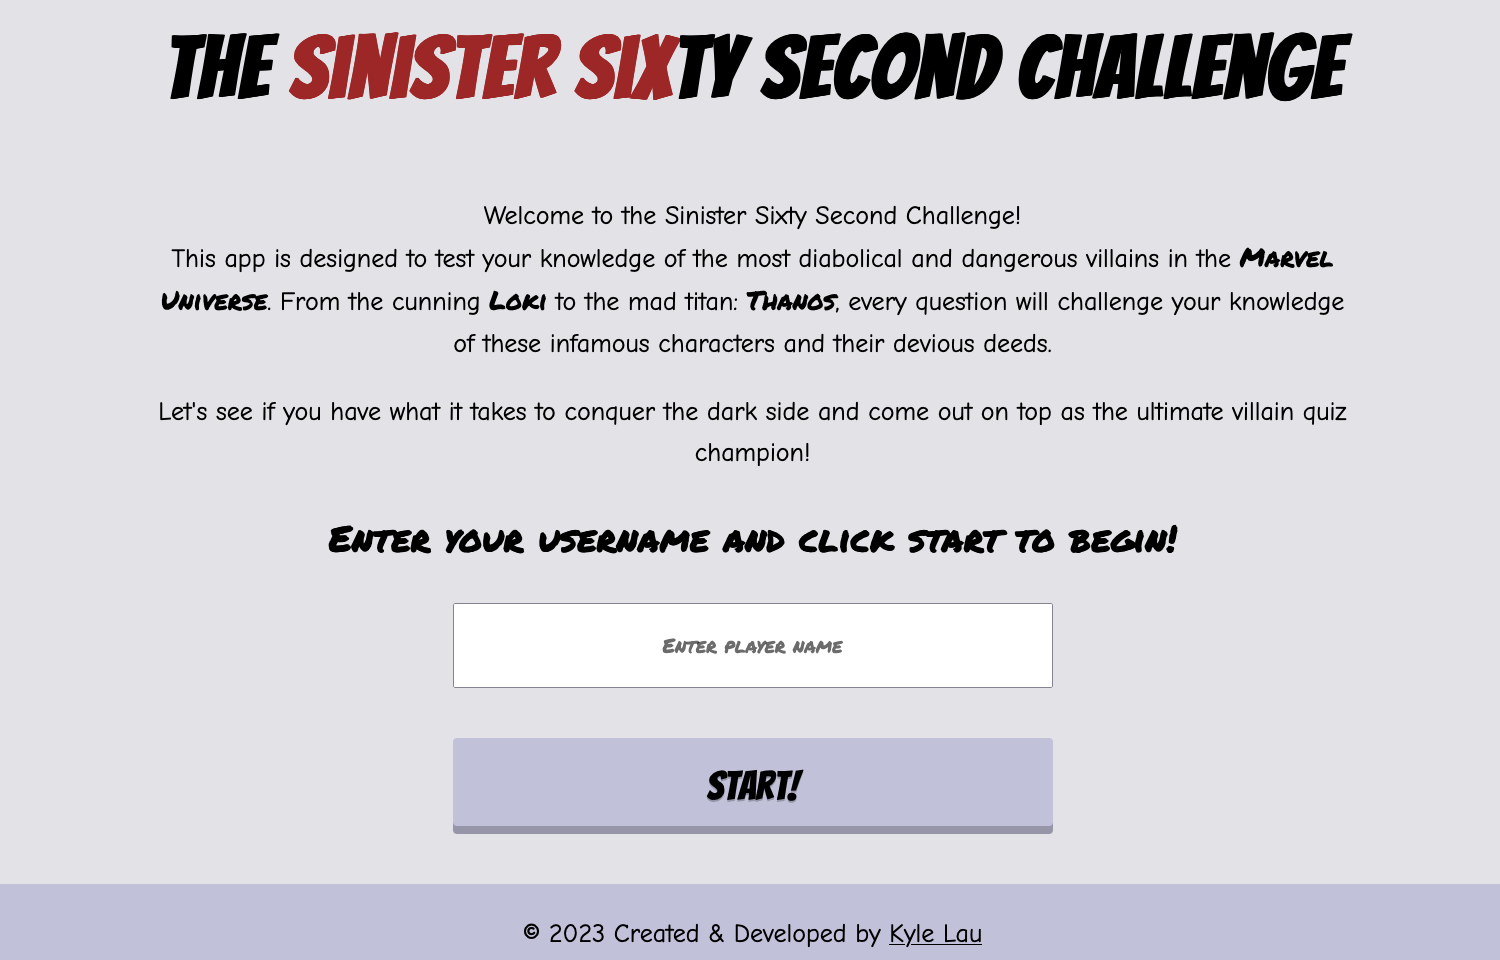 THE SINISTER SIXTY SECOND CHALLENGE
Welcome to the Sinister Sixty Second Challenge!
This app is designed to test your knowledge of the most diabolical and dangerous villains in the Marvel
Universe. From the cunning Loki to the mad titan: Thanos, every question will challenge your knowledge
of these infamous characters and their devious deeds.
Let's see if you have what it takes to conquer the dark side and come out on top as the ultimate villain quiz
champion!
Enter your username and click start to begin!
Enter player name
START!
© 2023 Created & Developed by Kyle Lau